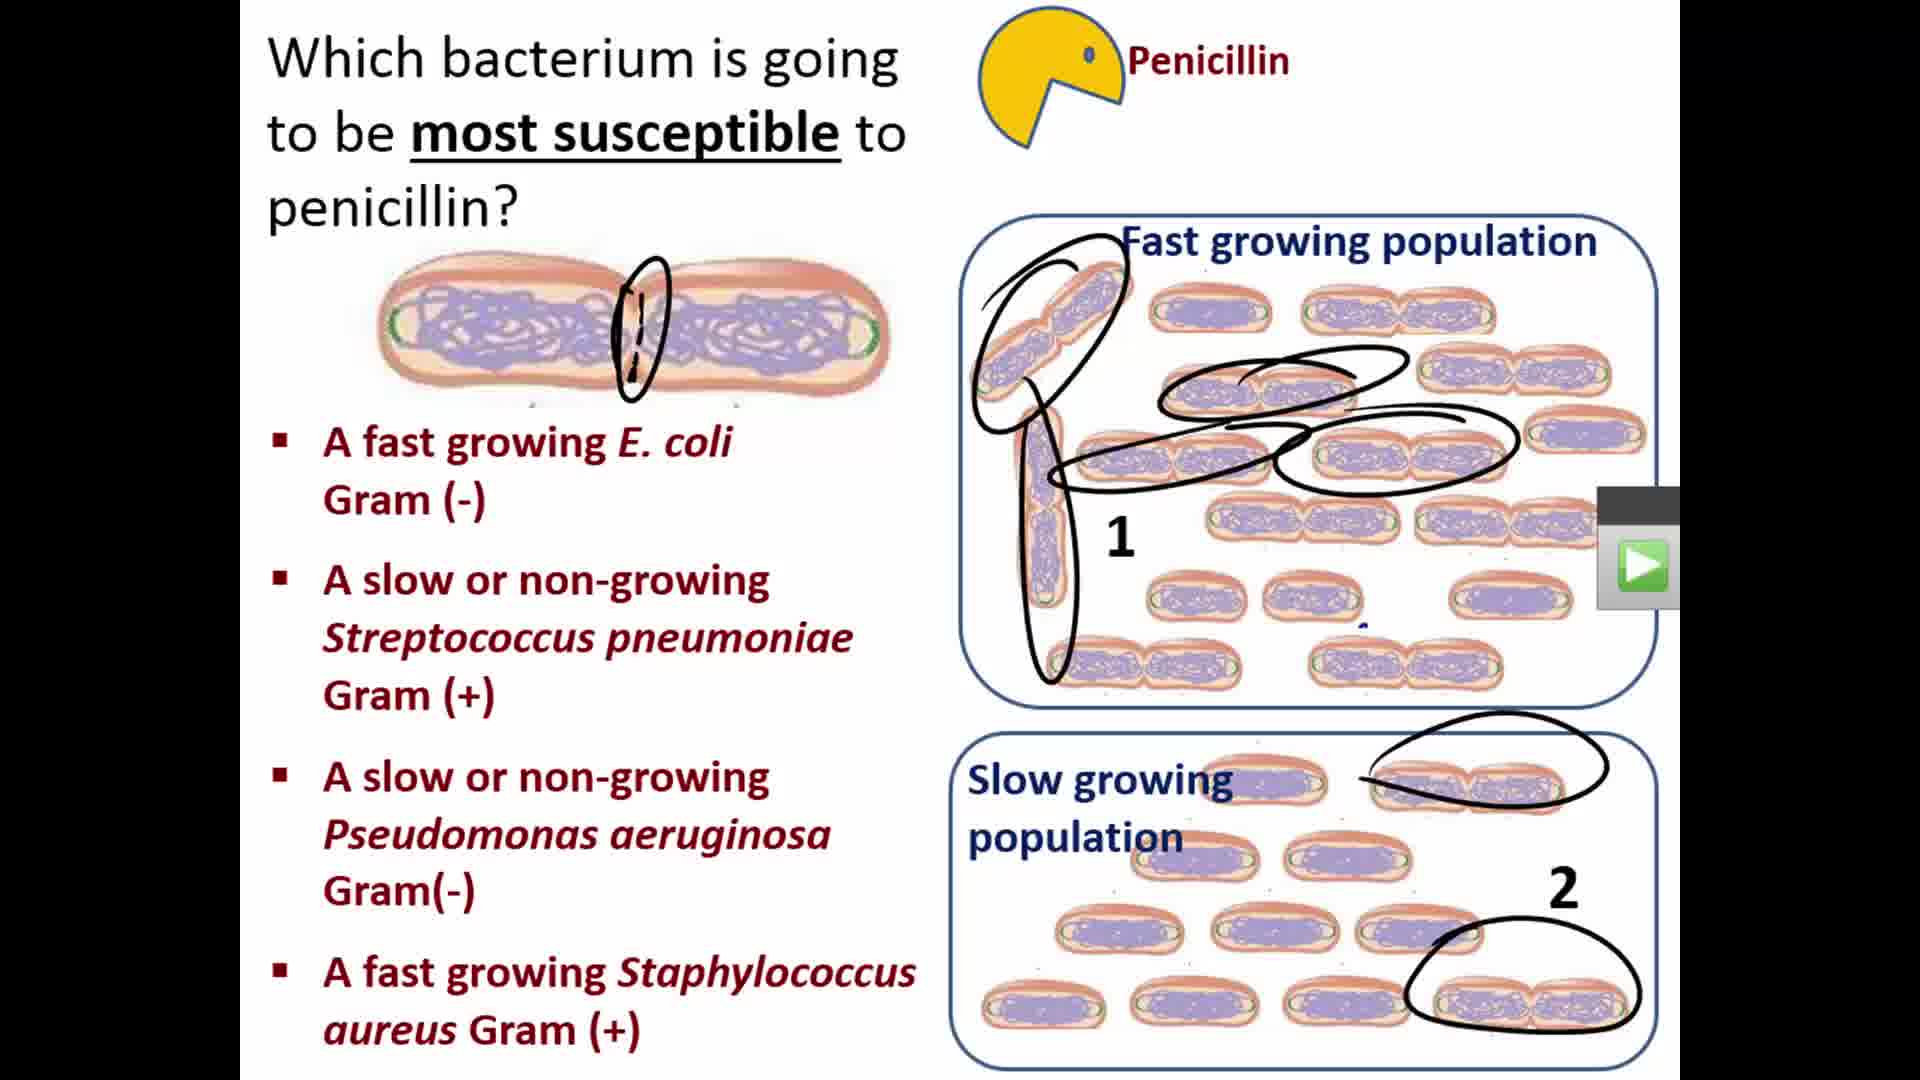 Which bacterium is going
to be most susceptible to
penicillin?
A fast growing E. coli
Gram (-)
A slow or non-growing
Streptococcus pneumoniae
Gram (+)
A slow or non-growing
Pseudomonas aeruginosa
Gram(-)
A fast growing Staphylococcus
aureus Gram (+)
Penicillin
Fast growing population
1
Slow growing
population
2